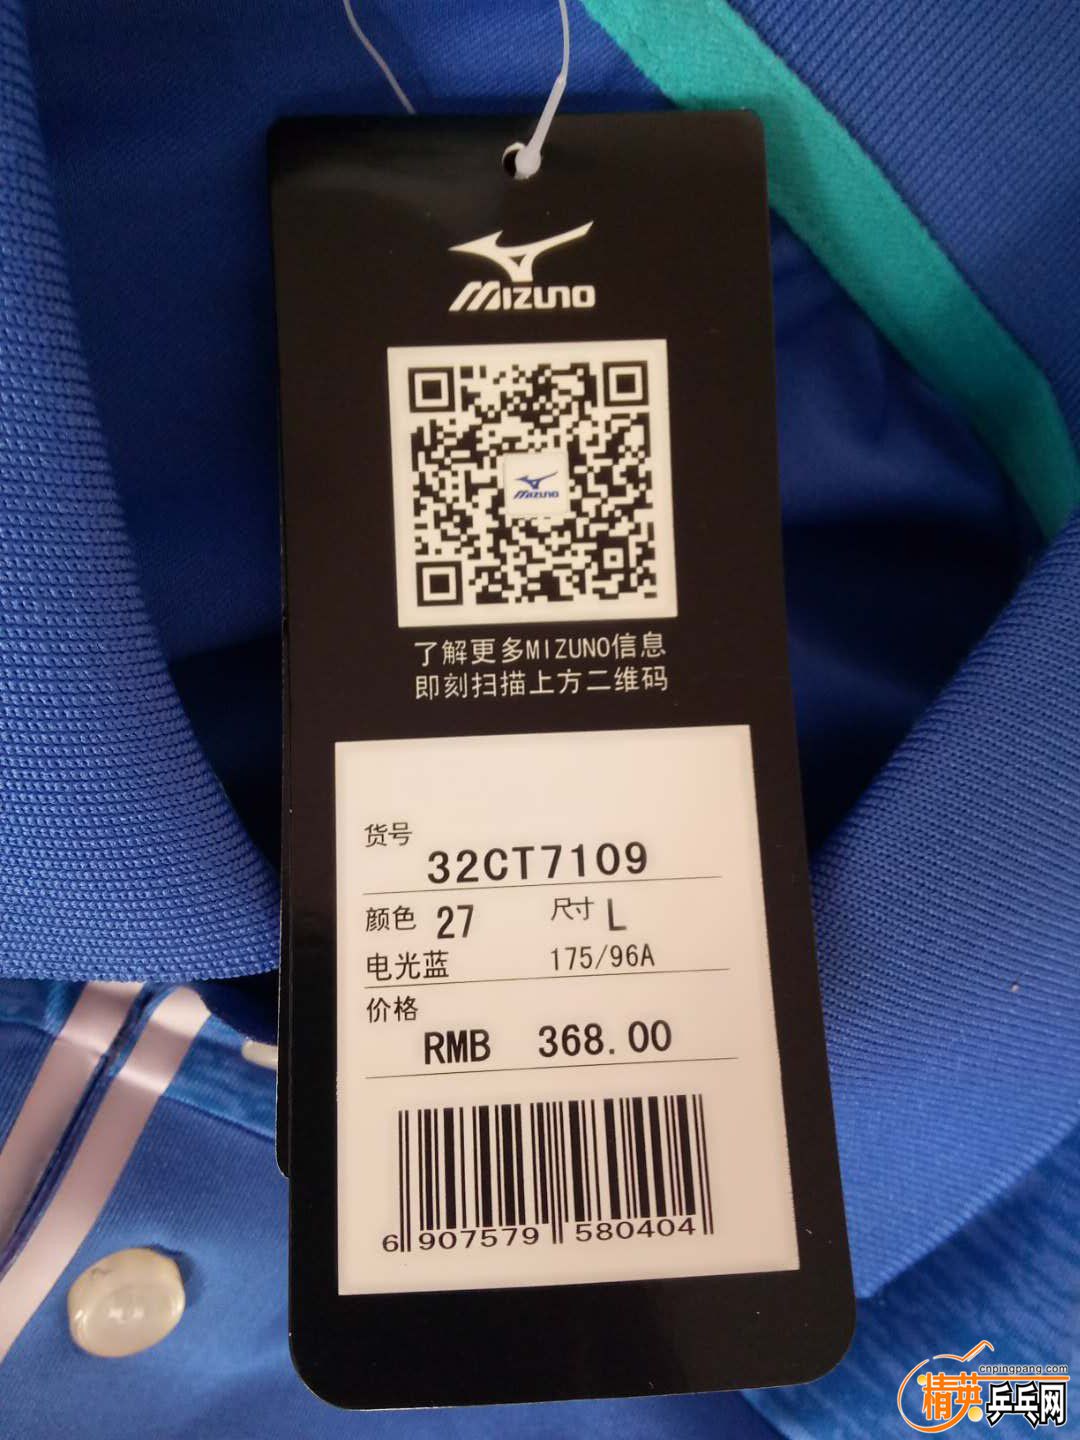 MIZUNO
MIZUNO
了解更多MIZUNO信息
即刻扫描上方二维码
货号
32CT7109
颜色 27 尺寸 L
电光蓝 175/96A
价格
RMB 368.00
6 907579 580404
cnpingpang.com
精英乒乓网